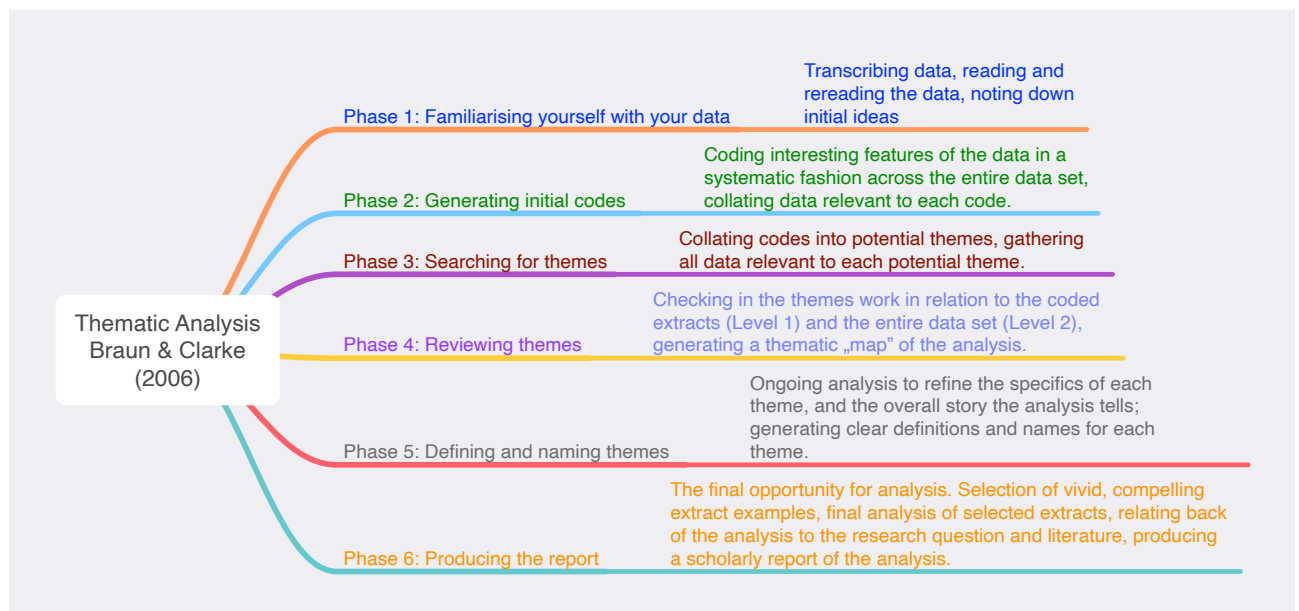 Thematic Analysis
Braun & Clarke
(2006)
Phase 1: Familiarising yourself with your data
Transcribing data, reading and
rereading the data, noting down
initial ideas
Phase 2: Generating initial codes
Coding interesting features of the data in a
systematic fashion across the entire data set,
collating data relevant to each code.
Phase 3: Searching for themes
Collating codes into potential themes, gathering
all data relevant to each potential theme.
Phase 4: Reviewing themes
Checking in the themes work in relation to the coded
extracts (Level 1) and the entire data set (Level 2),
generating a thematic „map“ of the analysis.
Phase 5: Defining and naming themes
Ongoing analysis to refine the specifics of each
theme, and the overall story the analysis tells;
generating clear definitions and names for each
theme.
Phase 6: Producing the report
The final opportunity for analysis. Selection of vivid, compelling
extract examples, final analysis of selected extracts, relating back
of the analysis to the research question and literature, producing
a scholarly report of the analysis.